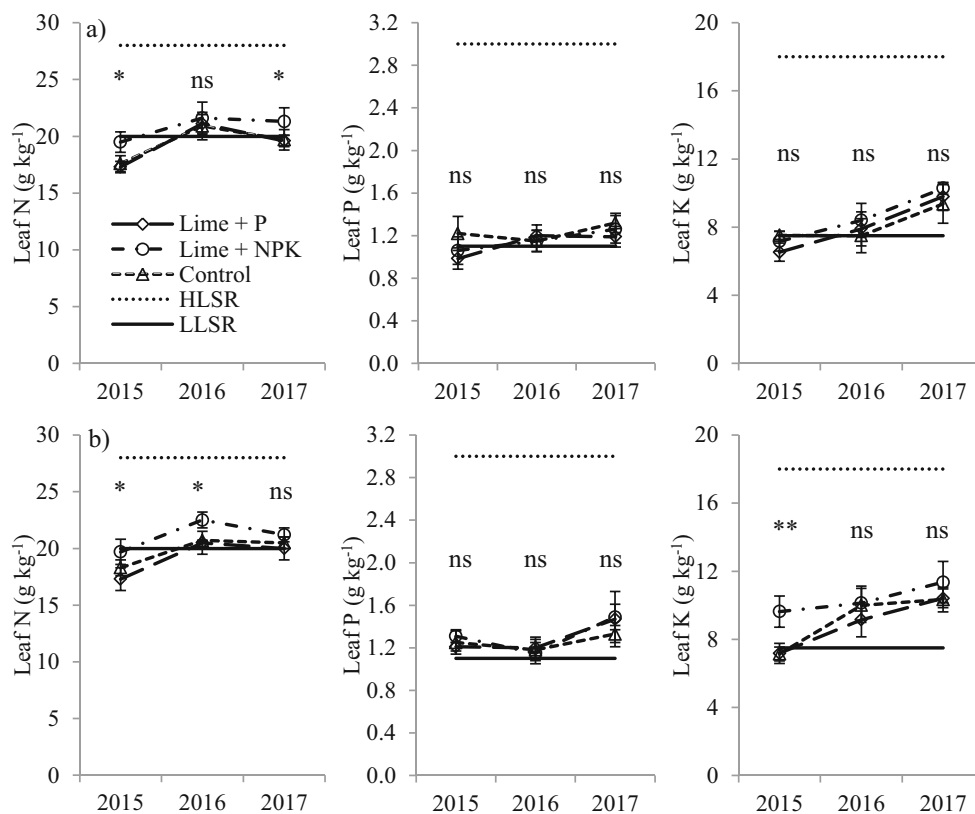 a)
Leaf N (g kg-1)
30
25
20
15
10
5
0
* ns *
Lime + P
Lime + NPK
Control
HLSR
LLSR
2015 2016 2017
Leaf P (g kg-1)
3.2
2.8
2.4
2.0
1.6
1.2
0.8
0.4
0.0
ns ns ns
2015 2016 2017
Leaf K (g kg-1)
20
16
12
8
4
0
ns ns ns
2015 2016 2017
b)
Leaf N (g kg-1)
30
25
20
15
10
5
0
* * ns
2015 2016 2017
Leaf P (g kg-1)
3.2
2.8
2.4
2.0
1.6
1.2
0.8
0.4
0.0
ns ns ns
2015 2016 2017
Leaf K (g kg-1)
20
16
12
8
4
0
** ns ns
2015 2016 2017